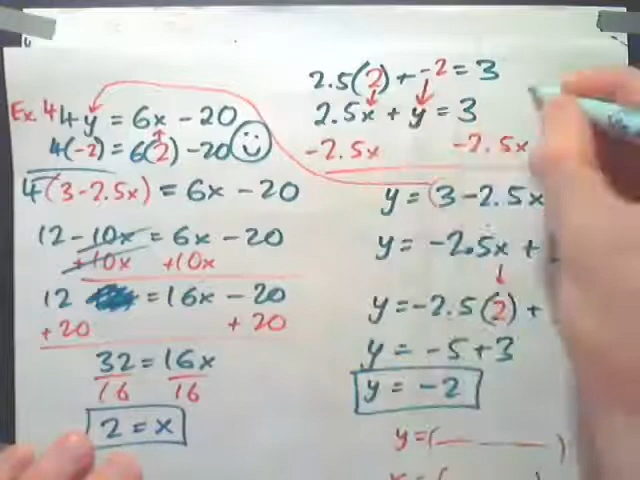 Ex. 4
4y = 6x - 20
4(-2) = 6(2) - 20
4(3 - 2.5x) = 6x - 20
12 - 10x = 6x - 20
+10x +10x
12 = 16x - 20
+20 +20
32 = 16x
16 16
2 = x
2.5(2) + -2 = 3
2.5x + y = 3
-2.5x -2.5x
y = (3 - 2.5x
y = -2.5x +
y = -2.5(2) +
y = -5 + 3
y = -2
y = ( )